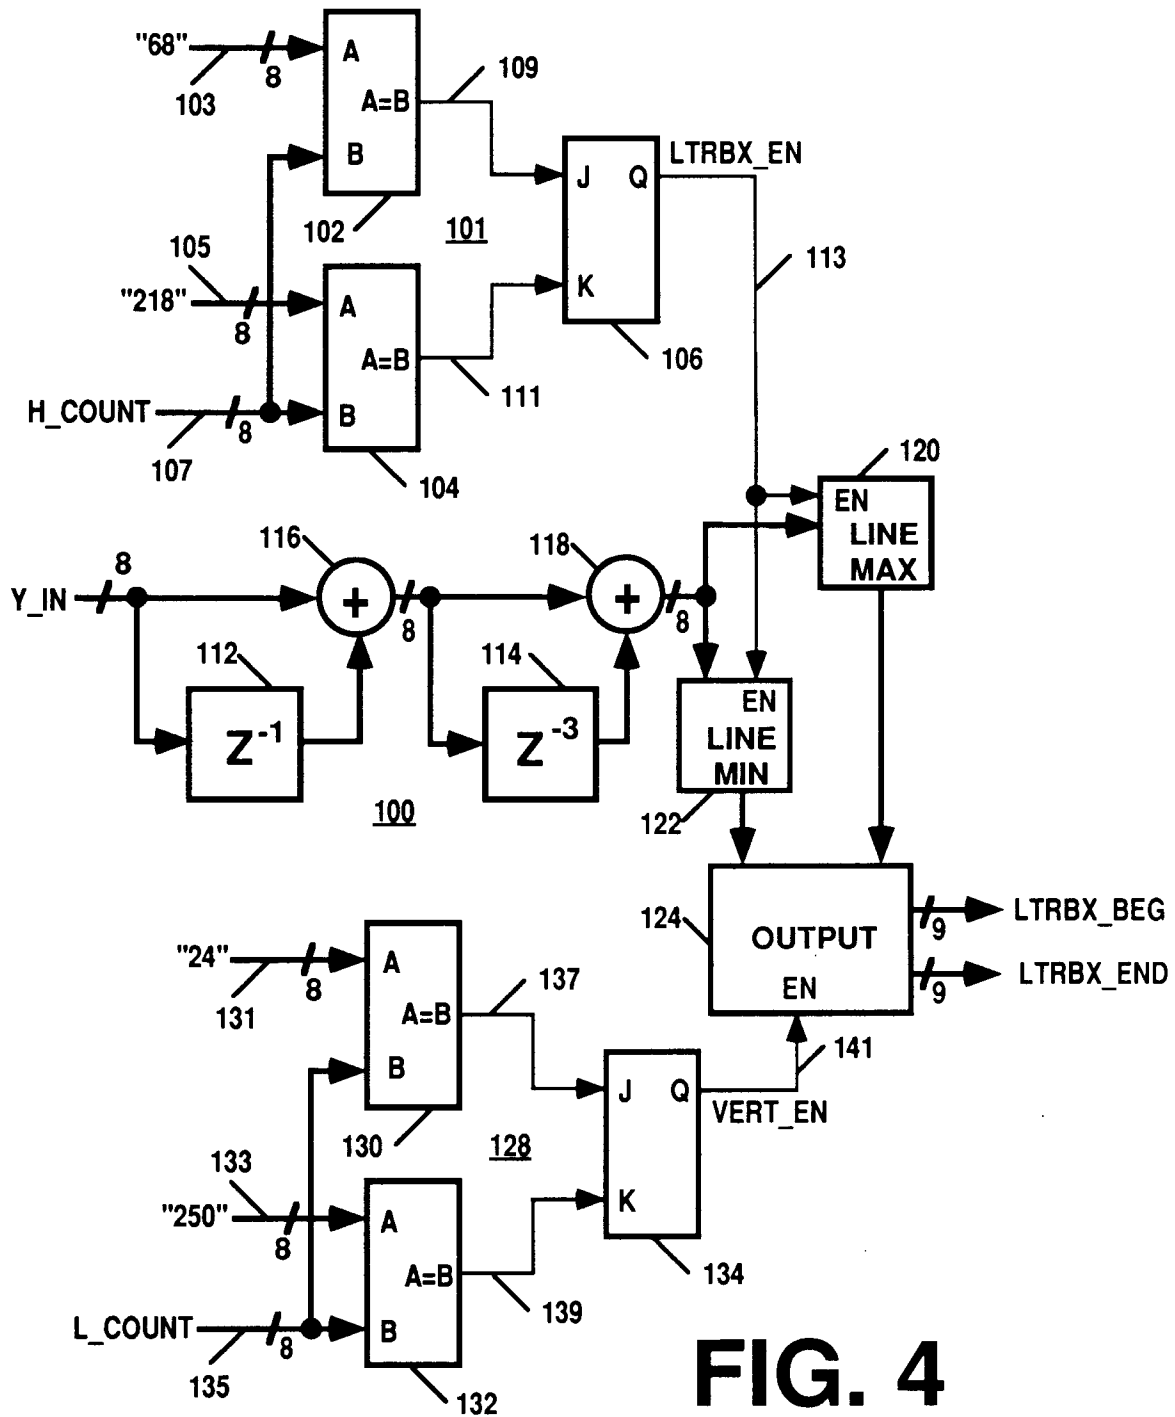 "68"
8
103
A
A=B
B
102
109
101
J
Q
K
106
LTRBX_EN
113
105
"218"
8
A
A=B
B
104
111
H_COUNT
8
107
120
EN
LINE
MAX
Y_IN
8
116
+
8
118
+
8
112
Z-1
114
Z-3
100
EN
LINE
MIN
122
124
OUTPUT
EN
9
LTRBX_BEG
9
LTRBX_END
141
"24"
8
131
A
A=B
B
130
137
128
J
Q
K
134
VERT_EN
133
"250"
8
A
A=B
B
132
139
L_COUNT
8
135
FIG. 4